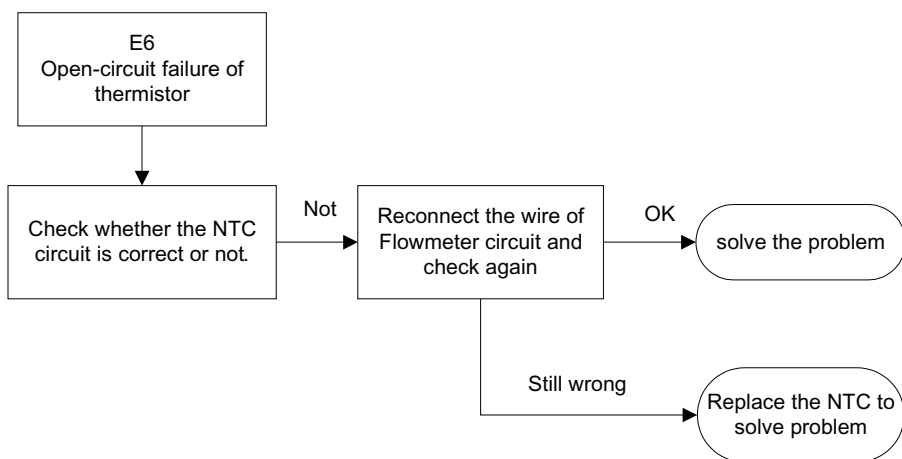 E6
Open-circuit failure of
thermistor
Check whether the NTC
circuit is correct or not.
Not
Reconnect the wire of
Flowmeter circuit and
check again
OK
solve the problem
Still wrong
Replace the NTC to
solve problem